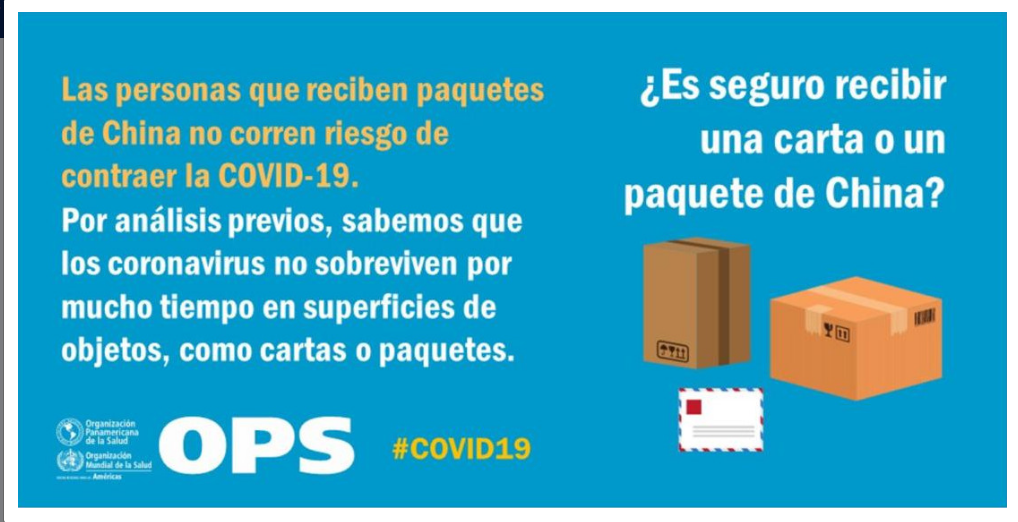 Las personas que reciben paquetes
de China no corren riesgo de
contraer la COVID-19.
Por análisis previos, sabemos que
los coronavirus no sobreviven por
mucho tiempo en superficies de
objetos, como cartas o paquetes.
¿Es seguro recibir
una carta o un
paquete de China?
Organización
Panamericana
de la Salud
Organización
Mundial de la Salud
Américas
OPS
#COVID19